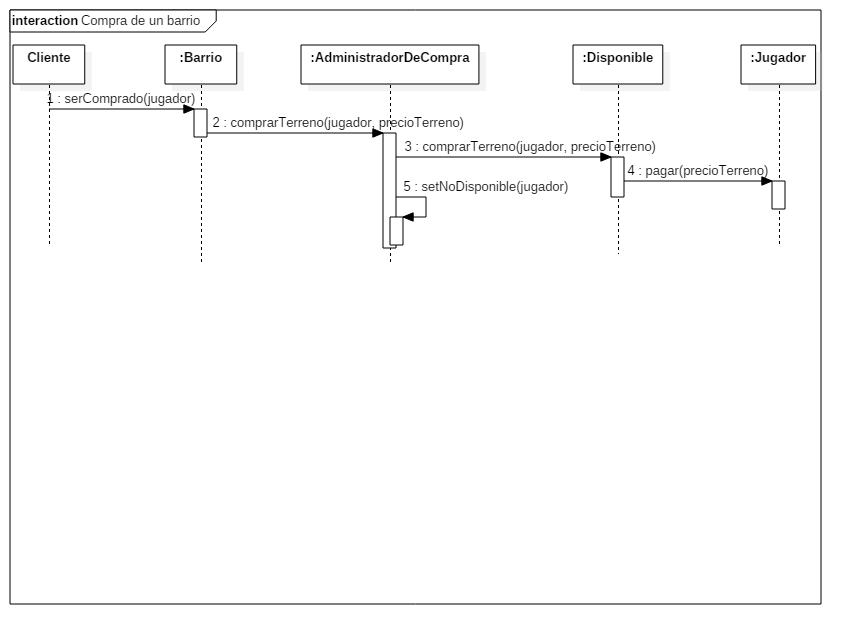 interaction Compra de un barrio
Cliente
:Barrio
:AdministradorDeCompra
:Disponible
:Jugador
1 : serComprado(jugador)
2 : comprarTerreno(jugador, precioTerreno)
3 : comprarTerreno(jugador, precioTerreno)
4 : pagar(precioTerreno)
5 : setNoDisponible(jugador)